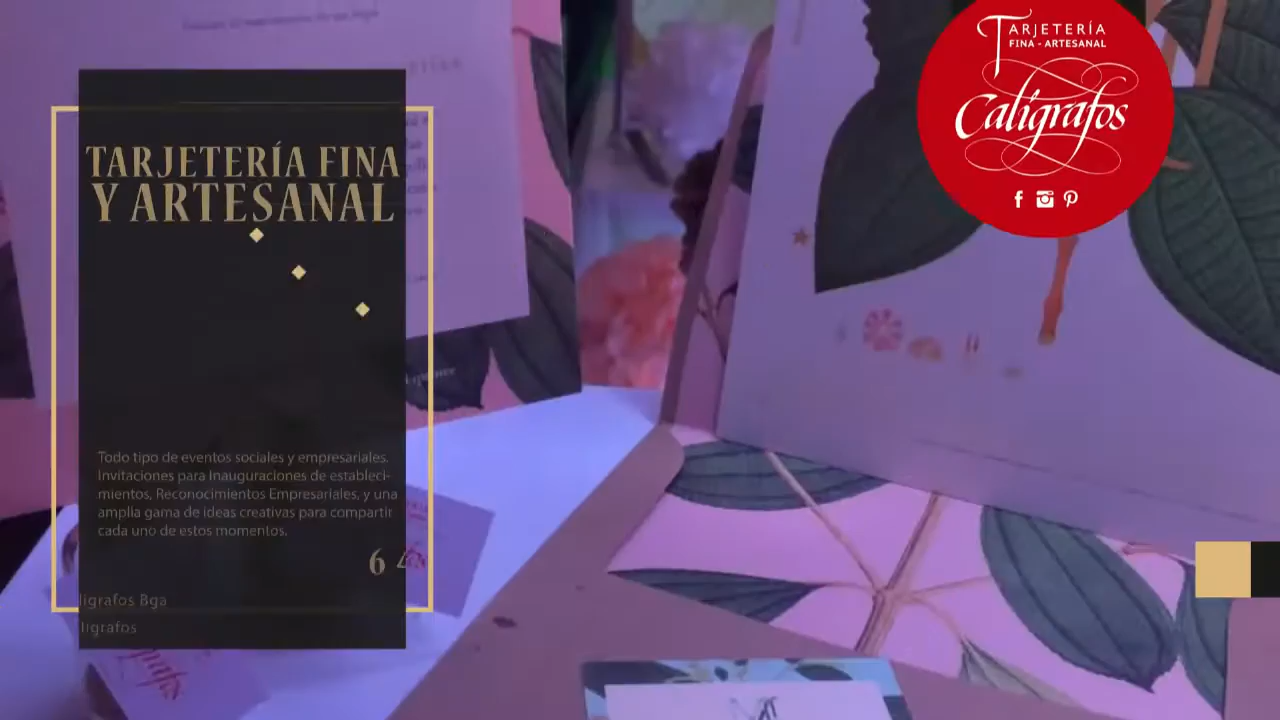 TARJETERÍA
FINA - ARTESANAL
Calígrafos
TARJETERÍA FINA
Y ARTESANAL
Todo tipo de eventos sociales y empresariales.
Invitaciones para Inauguraciones de estableci-
mientos, Reconocimientos Empresariales, y una
amplia gama de ideas creativas para compartir
cada uno de estos momentos.
6
ligrafos Bga
ligrafos